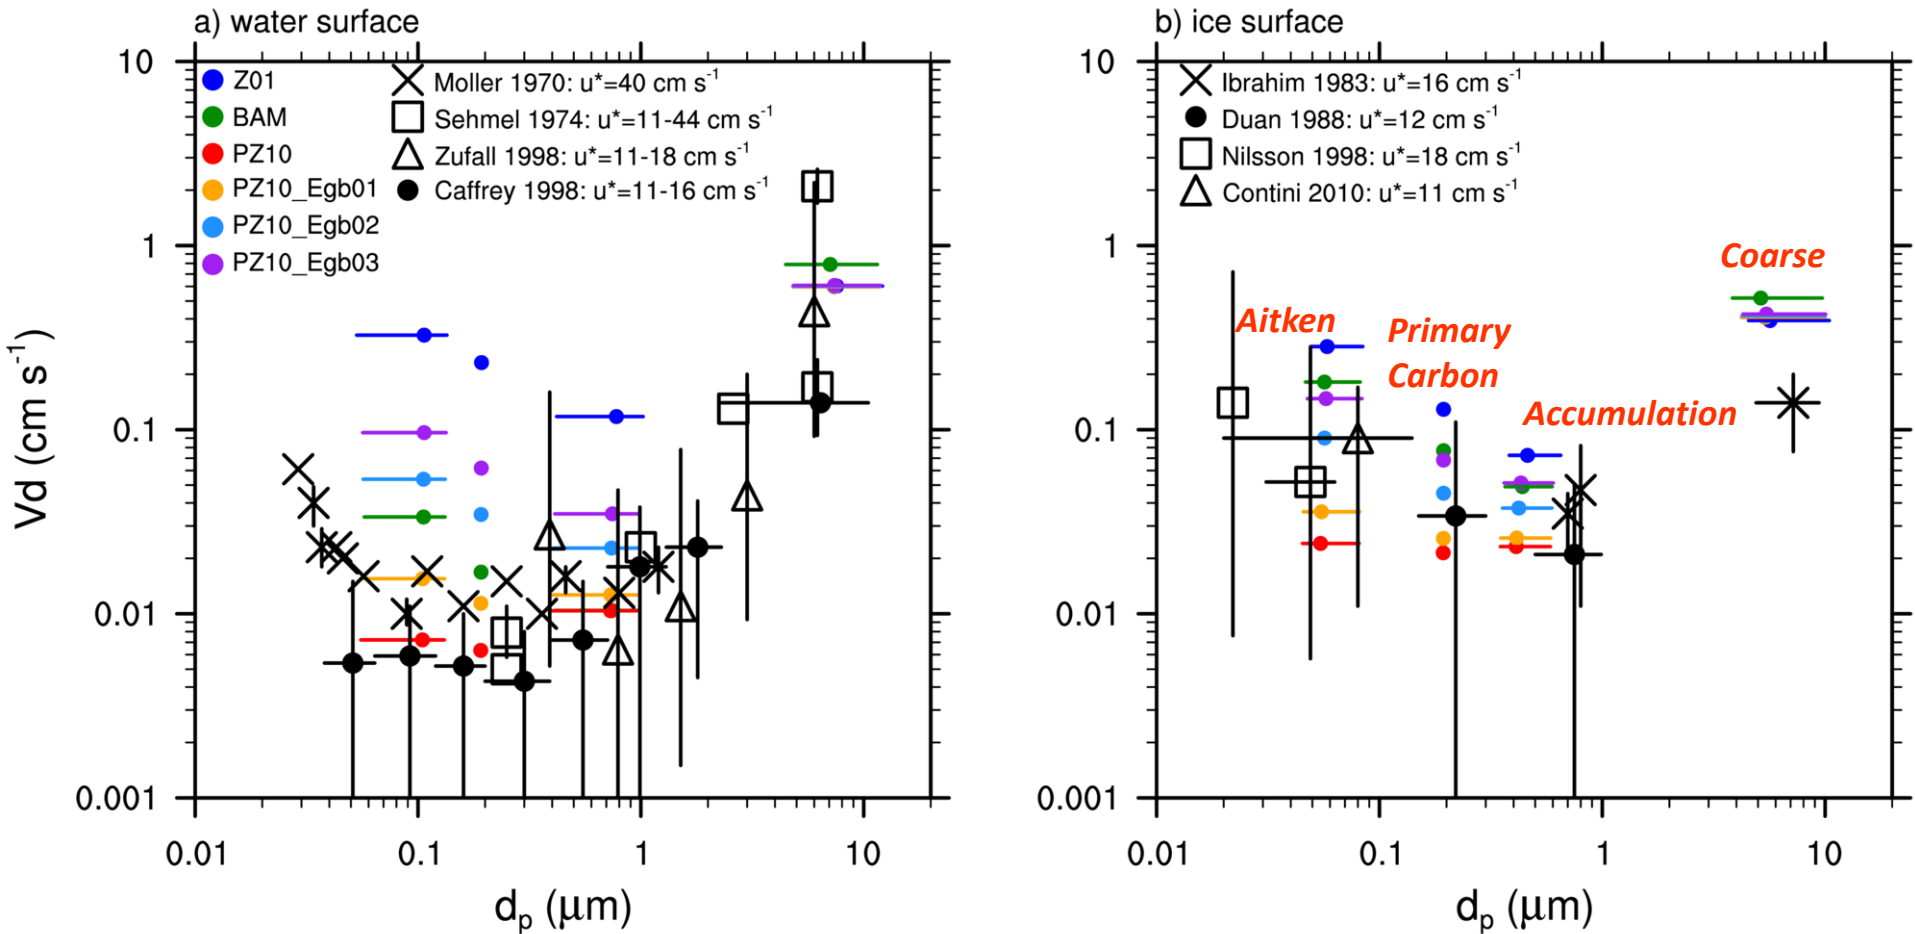 a) water surface
10
1
0.1
0.01
0.001
Vd (cm s-1)
Z01
BAM
PZ10
PZ10_Egb01
PZ10_Egb02
PZ10_Egb03
Moller 1970: u*=40 cm s-1
Sehmel 1974: u*=11-44 cm s-1
Zufall 1998: u*=11-18 cm s-1
Caffrey 1998: u*=11-16 cm s-1
0.01 0.1 1 10
dp (μm)
b) ice surface
10
1
0.1
0.01
0.001
Ibrahim 1983: u*=16 cm s-1
Duan 1988: u*=12 cm s-1
Nilsson 1998: u*=18 cm s-1
Contini 2010: u*=11 cm s-1
Coarse
Aitken
Primary
Carbon
Accumulation
0.01 0.1 1 10
dp (μm)